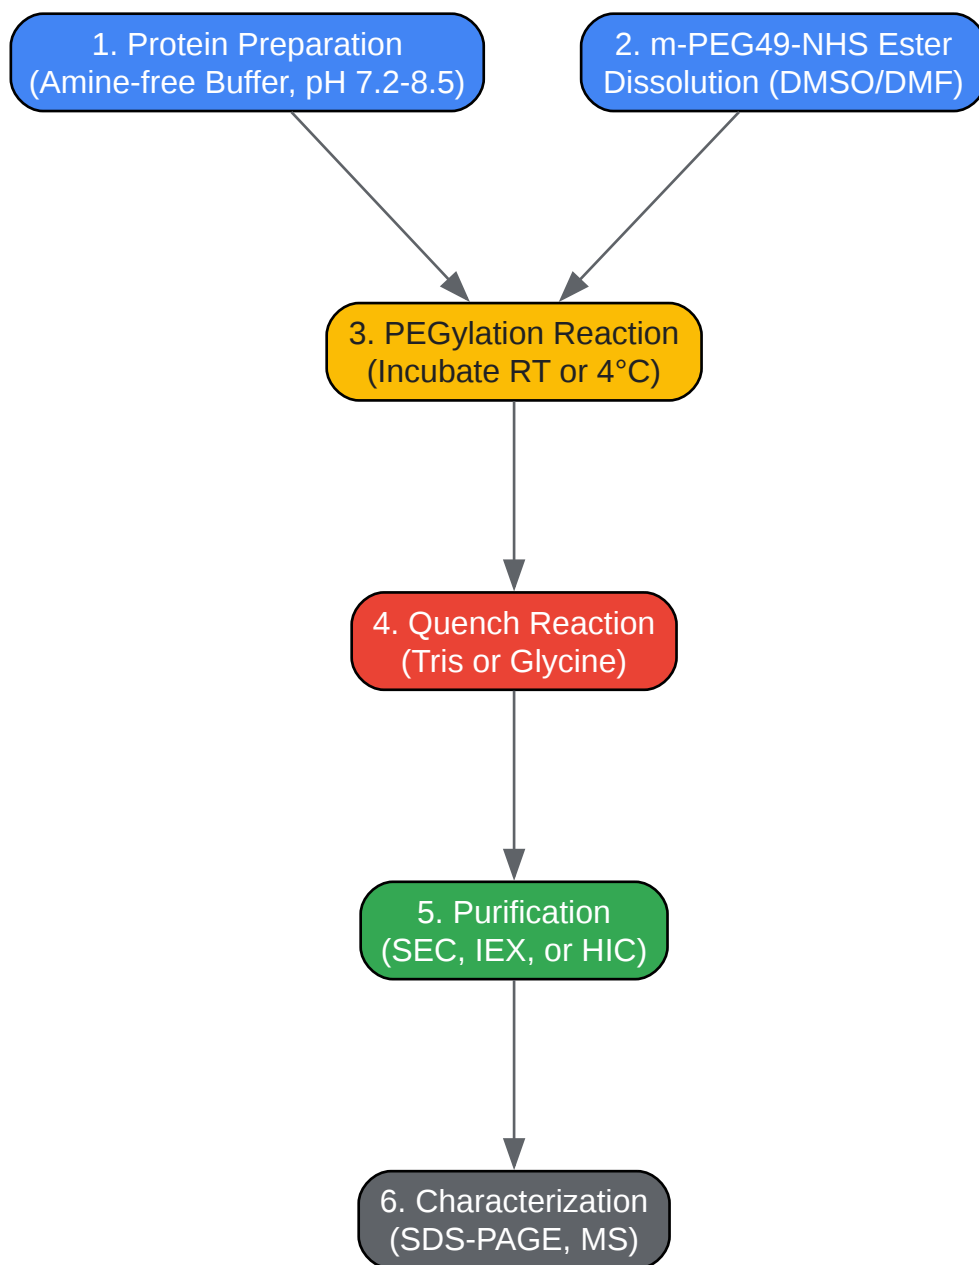 1. Protein Preparation
(Amine-free Buffer, pH 7.2-8.5)
2. m-PEG49-NHS Ester
Dissolution (DMSO/DMF)
3. PEGylation Reaction
(Incubate RT or 4°C)
4. Quench Reaction
(Tris or Glycine)
5. Purification
(SEC, IEX, or HIC)
6. Characterization
(SDS-PAGE, MS)